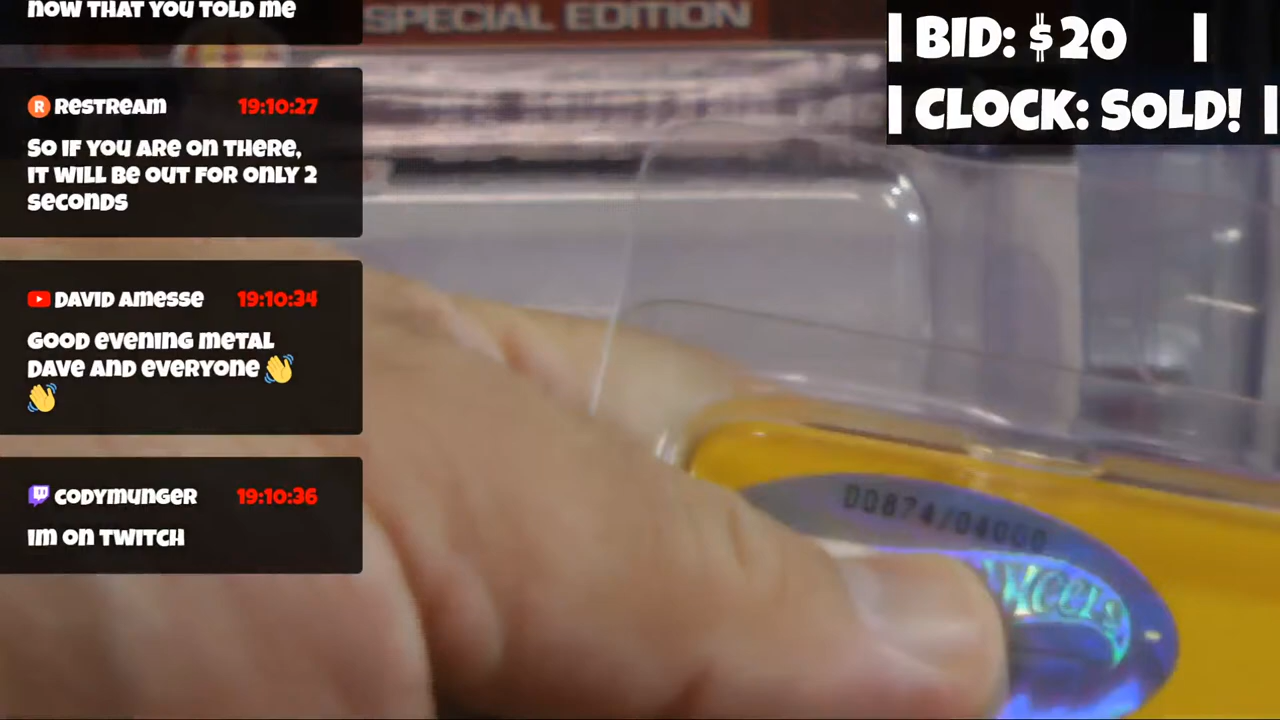 now that you told me
SPECIAL EDITION
| BID: $20 |
| CLOCK: SOLD! |
R Restream 19:10:27
So if you are on there,
it will be out for only 2
seconds
David Amesse 19:10:34
Good evening Metal
Dave and everyone 👋
👋
codymunger 19:10:36
Im on twitch
00874/04000